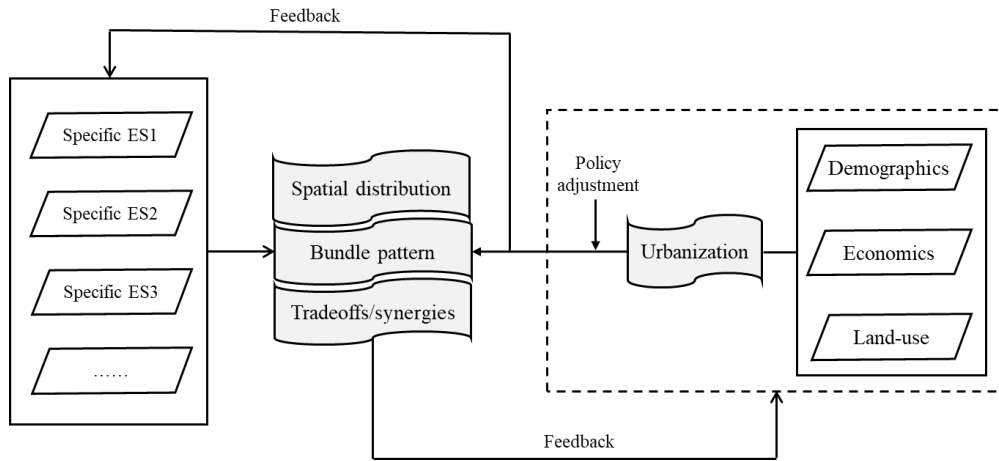 Feedback
Specific ES1
Specific ES2
Specific ES3
……
Spatial distribution
Bundle pattern
Tradeoffs/synergies
Policy
adjustment
Urbanization
Demographics
Economics
Land-use
Feedback